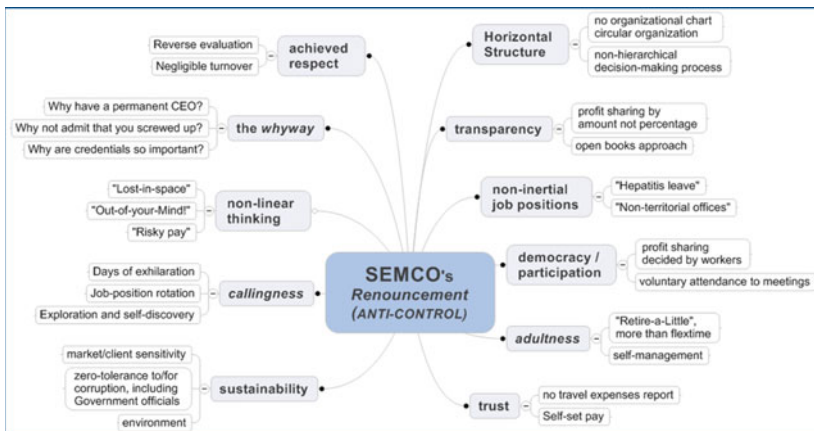 SEMCO's
Renouncement
(ANTI-CONTROL)
achieved
respect
Reverse evaluation
Negligible turnover
the whyway
Why have a permanent CEO?
Why not admit that you screwed up?
Why are credentials so important?
non-linear
thinking
"Lost-in-space"
"Out-of-your-Mind!"
"Risky pay"
callingness
Days of exhilaration
Job-position rotation
Exploration and self-discovery
sustainability
market/client sensitivity
zero-tolerance to/for
corruption, including
Government officials
environment
Horizontal
Structure
no organizational chart
circular organization
non-hierarchical
decision-making process
transparency
profit sharing by
amount not percentage
open books approach
non-inertial
job positions
"Hepatitis leave"
"Non-territorial offices"
democracy /
participation
profit sharing
decided by workers
voluntary attendance to meetings
adultness
"Retire-a-Little",
more than flextime
self-management
trust
no travel expenses report
Self-set pay